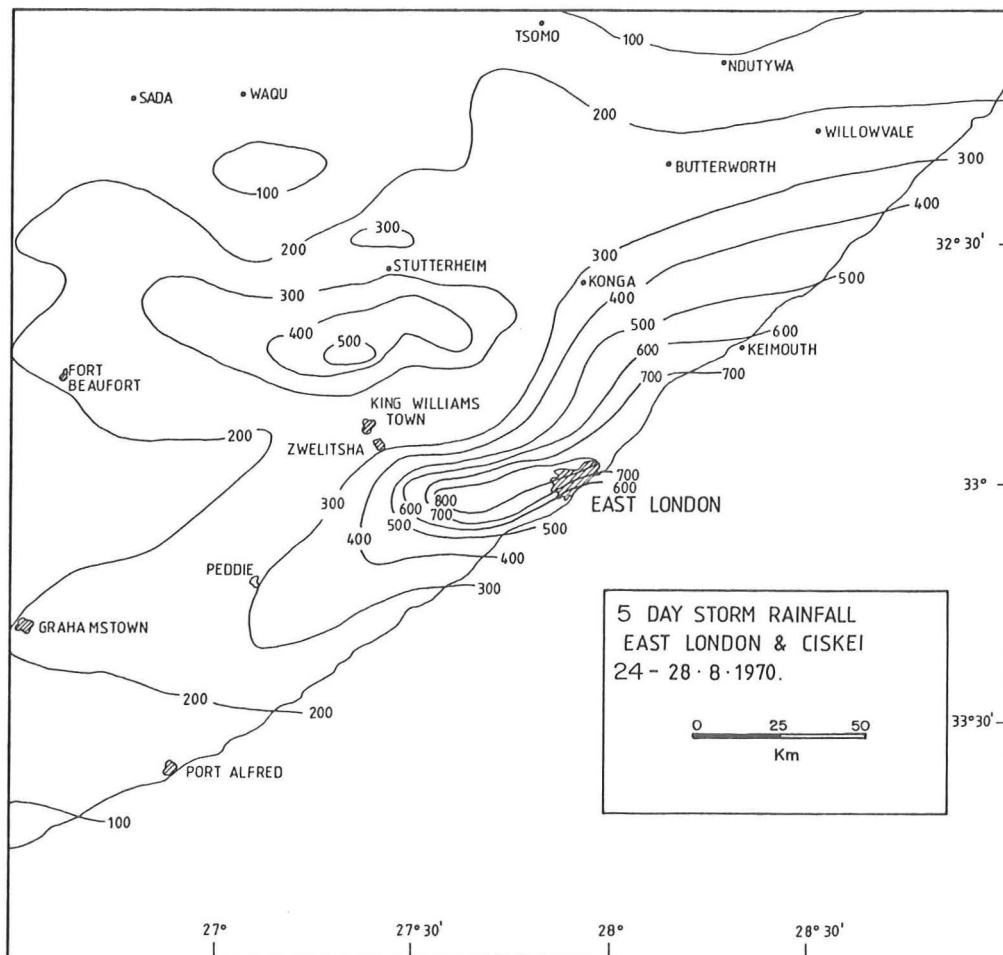 TSOMO
100
NDUTYWA
SADA
WAQU
200
WILLOWVALE
BUTTERWORTH
300
100
400
200
300
300
32° 30'
STUTTERHEIM
KONGA
300
400
500
400
500
500
600
600
KEIMOUTH
FORT
BEAUFORT
700
700
KING WILLIAMS
TOWN
200
ZWELITSHA
300
700
33°
600
800
600
EAST LONDON
500
700
500
400
400
PEDDIE
300
GRAHAMSTOWN
5 DAY STORM RAINFALL
EAST LONDON & CISKEI
24 - 28 · 8 · 1970.
200
200
33°30'
0 25 50
Km
PORT ALFRED
100
27° 27° 30' 28° 28° 30'